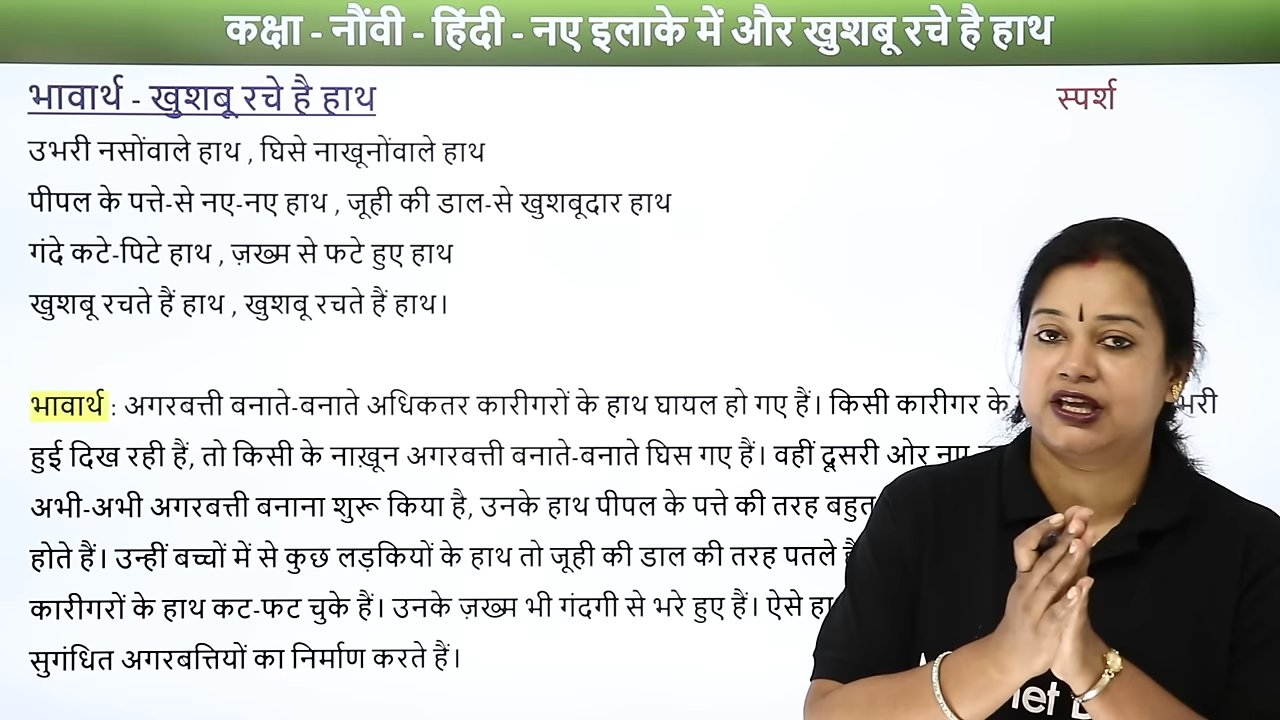 कक्षा - नौंवी - हिंदी - नए इलाके में और खुशबू रचे है हाथ
भावार्थ - खुशबू रचे है हाथ
स्पर्श
उभरी नसोंवाले हाथ , घिसे नाखूनोंवाले हाथ
पीपल के पत्ते-से नए-नए हाथ , जूही की डाल-से खुशबूदार हाथ
गंदे कटे-पिटे हाथ , ज़ख्म से फटे हुए हाथ
खुशबू रचते हैं हाथ , खुशबू रचते हैं हाथ।
भावार्थ : अगरबत्ती बनाते-बनाते अधिकतर कारीगरों के हाथ घायल हो गए हैं। किसी कारीगर के
हुई दिख रही हैं, तो किसी के नाख़ून अगरबत्ती बनाते-बनाते घिस गए हैं। वहीं दूसरी ओर नए
अभी-अभी अगरबत्ती बनाना शुरू किया है, उनके हाथ पीपल के पत्ते की तरह बहुत
होते हैं। उन्हीं बच्चों में से कुछ लड़कियों के हाथ तो जूही की डाल की तरह पतले
कारीगरों के हाथ कट-फट चुके हैं। उनके ज़ख्म भी गंदगी से भरे हुए हैं। ऐसे
सुगंधित अगरबत्तियों का निर्माण करते हैं।